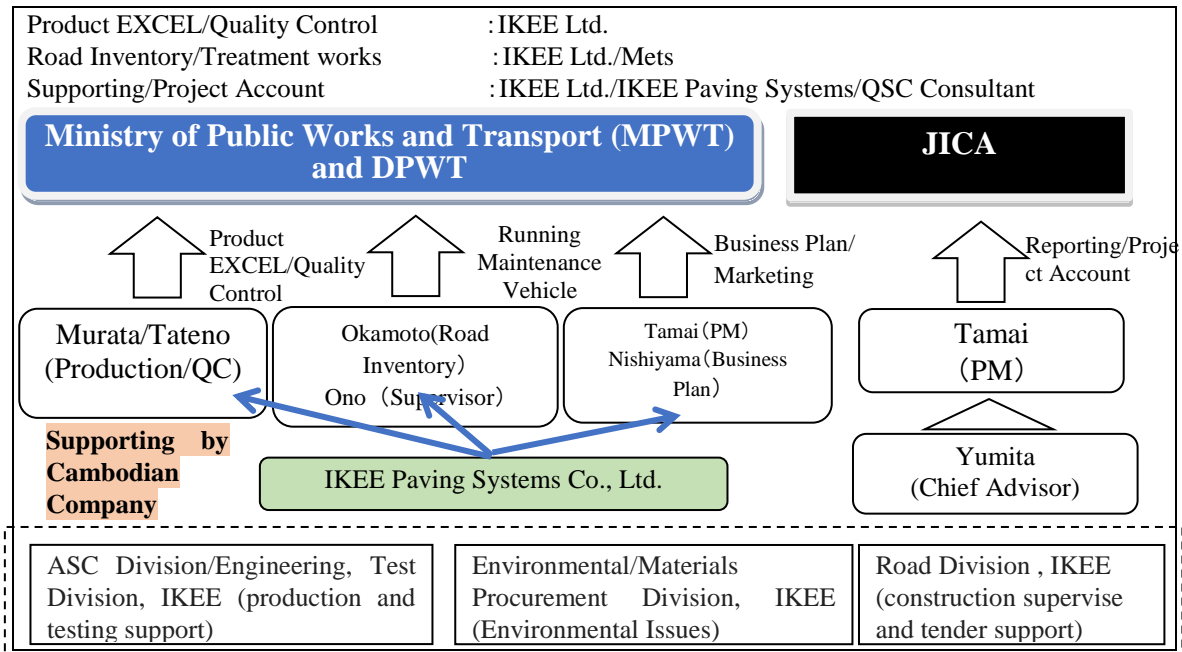 Product EXCEL/Quality Control :IKEE Ltd.
Road Inventory/Treatment works :IKEE Ltd./Mets
Supporting/Project Account :IKEE Ltd./IKEE Paving Systems/QSC Consultant
Ministry of Public Works and Transport (MPWT)
and DPWT
JICA
Product
EXCEL/Quality
Control
Running
Maintenance
Vehicle
Business Plan/
Marketing
Reporting/Proje
ct Account
Murata/Tateno
(Production/QC)
Okamoto(Road
Inventory）
Ono（Supervisor）
Tamai（PM）
Nishiyama（Business
Plan）
Tamai
（PM）
Supporting by
Cambodian
Company
IKEE Paving Systems Co., Ltd.
Yumita
(Chief Advisor)
ASC Division/Engineering, Test
Division, IKEE (production and
testing support)
Environmental/Materials
Procurement Division, IKEE
(Environmental Issues)
Road Division , IKEE
(construction supervise
and tender support)